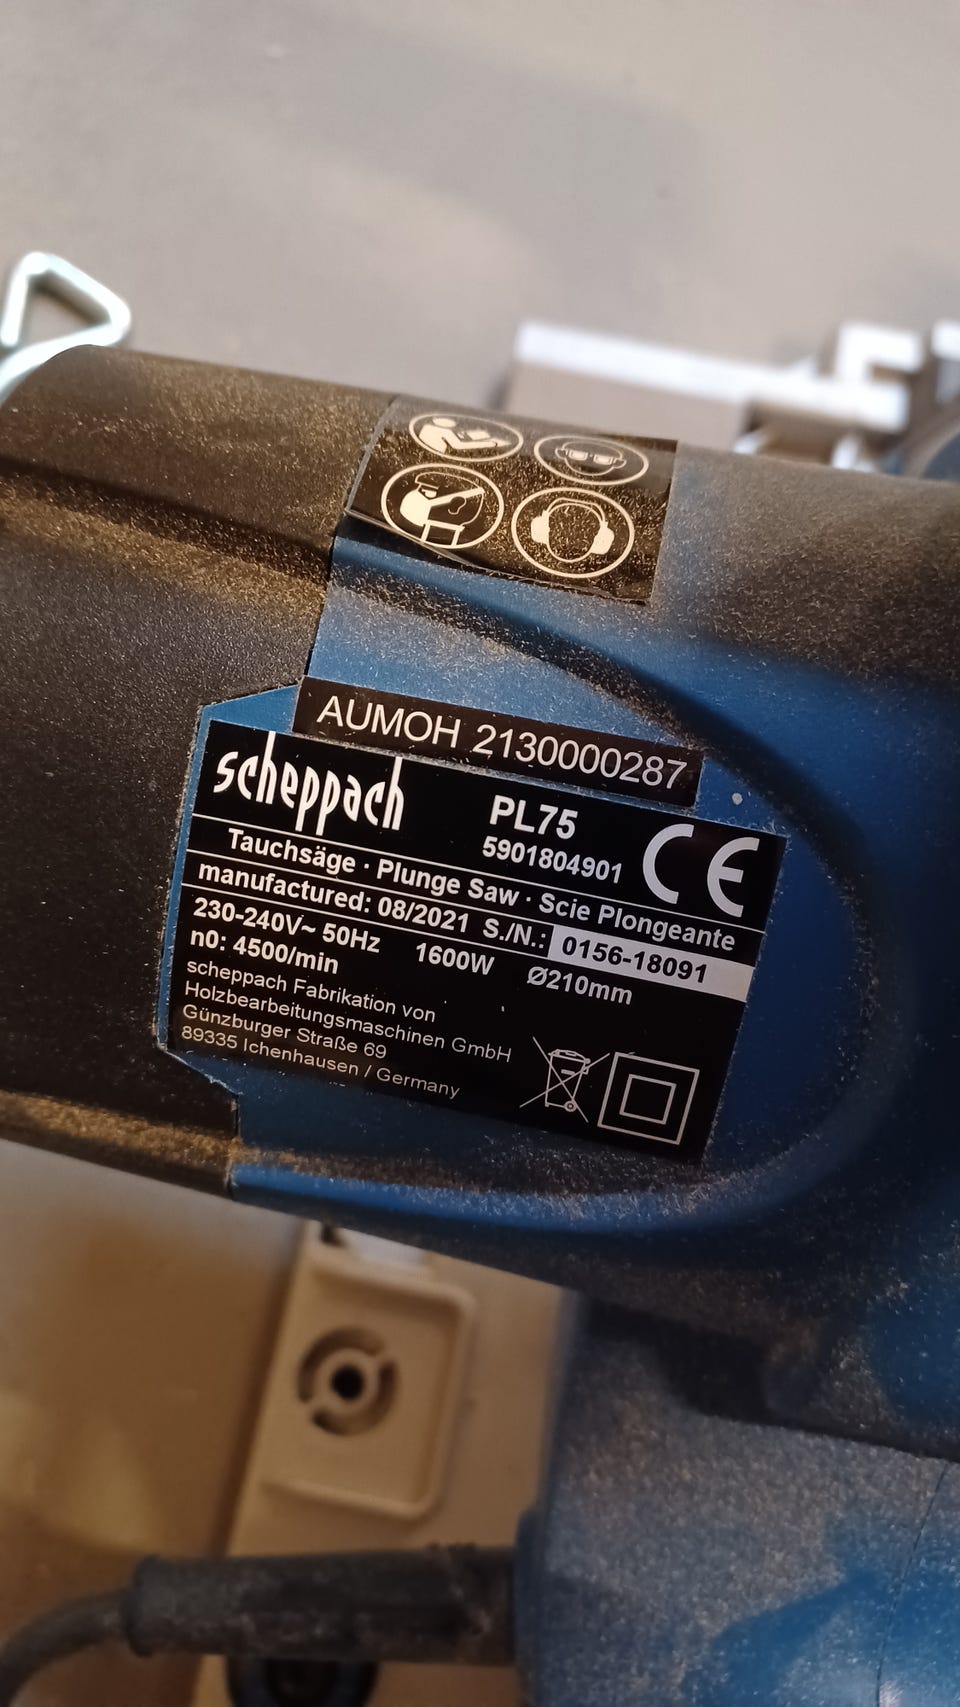 AUMOH 2130000287
scheppach
PL75
5901804901
CE
Tauchsäge · Plunge Saw · Scie Plongeante
manufactured: 08/2021 S./N.: 0156-18091
230-240V~ 50Hz 1600W Ø210mm
n0: 4500/min
scheppach Fabrikation von
Holzbearbeitungsmaschinen GmbH
Günzburger Straße 69
89335 Ichenhausen / Germany